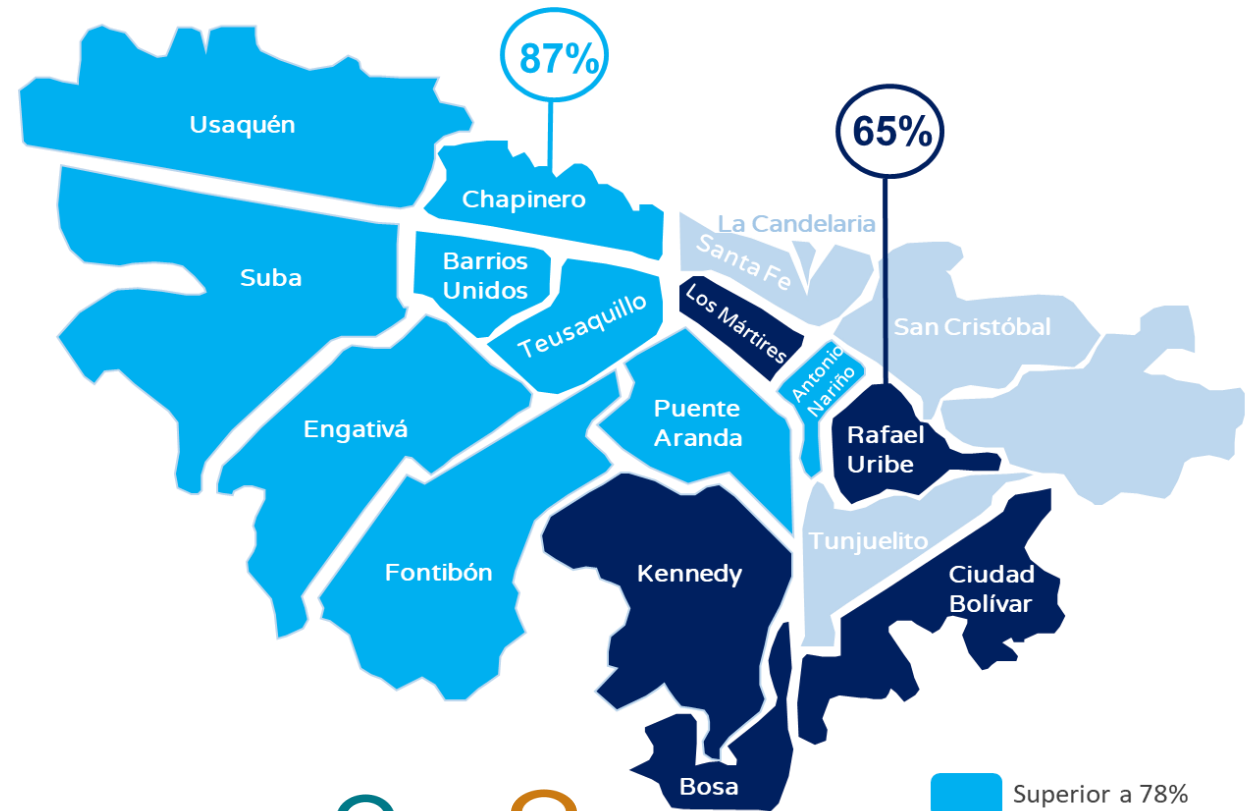 87%
65%
Usaquén
Chapinero
La Candelaria
Santa Fe
Barrios
Unidos
Suba
Teusaquillo
Los Mártires
San Cristóbal
Antonio
Nariño
Puente
Aranda
Engativá
Rafael
Uribe
Tunjuelito
Fontibón
Kennedy
Ciudad
Bolívar
Bosa
Superior a 78%